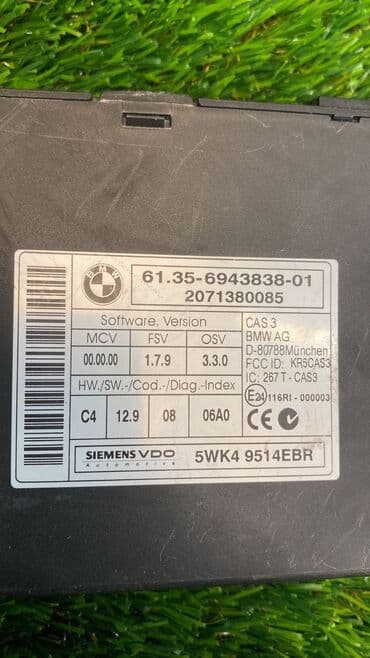 BMW
61.35-6943838-01
2071380085
Software, Version
MCV FSV OSV
00.00.00 1.7.9 3.3.0
HW./SW.-/Cod.-/Diag.-Index
C4 12.9 08 06A0
CAS.3
BMW AG
D-80788München
FCC ID: KR5CAS3
IC: 267 T - CAS3
E24 116RI - 000003
CE
SIEMENS VDO
Automotive
5WK4 9514EBR